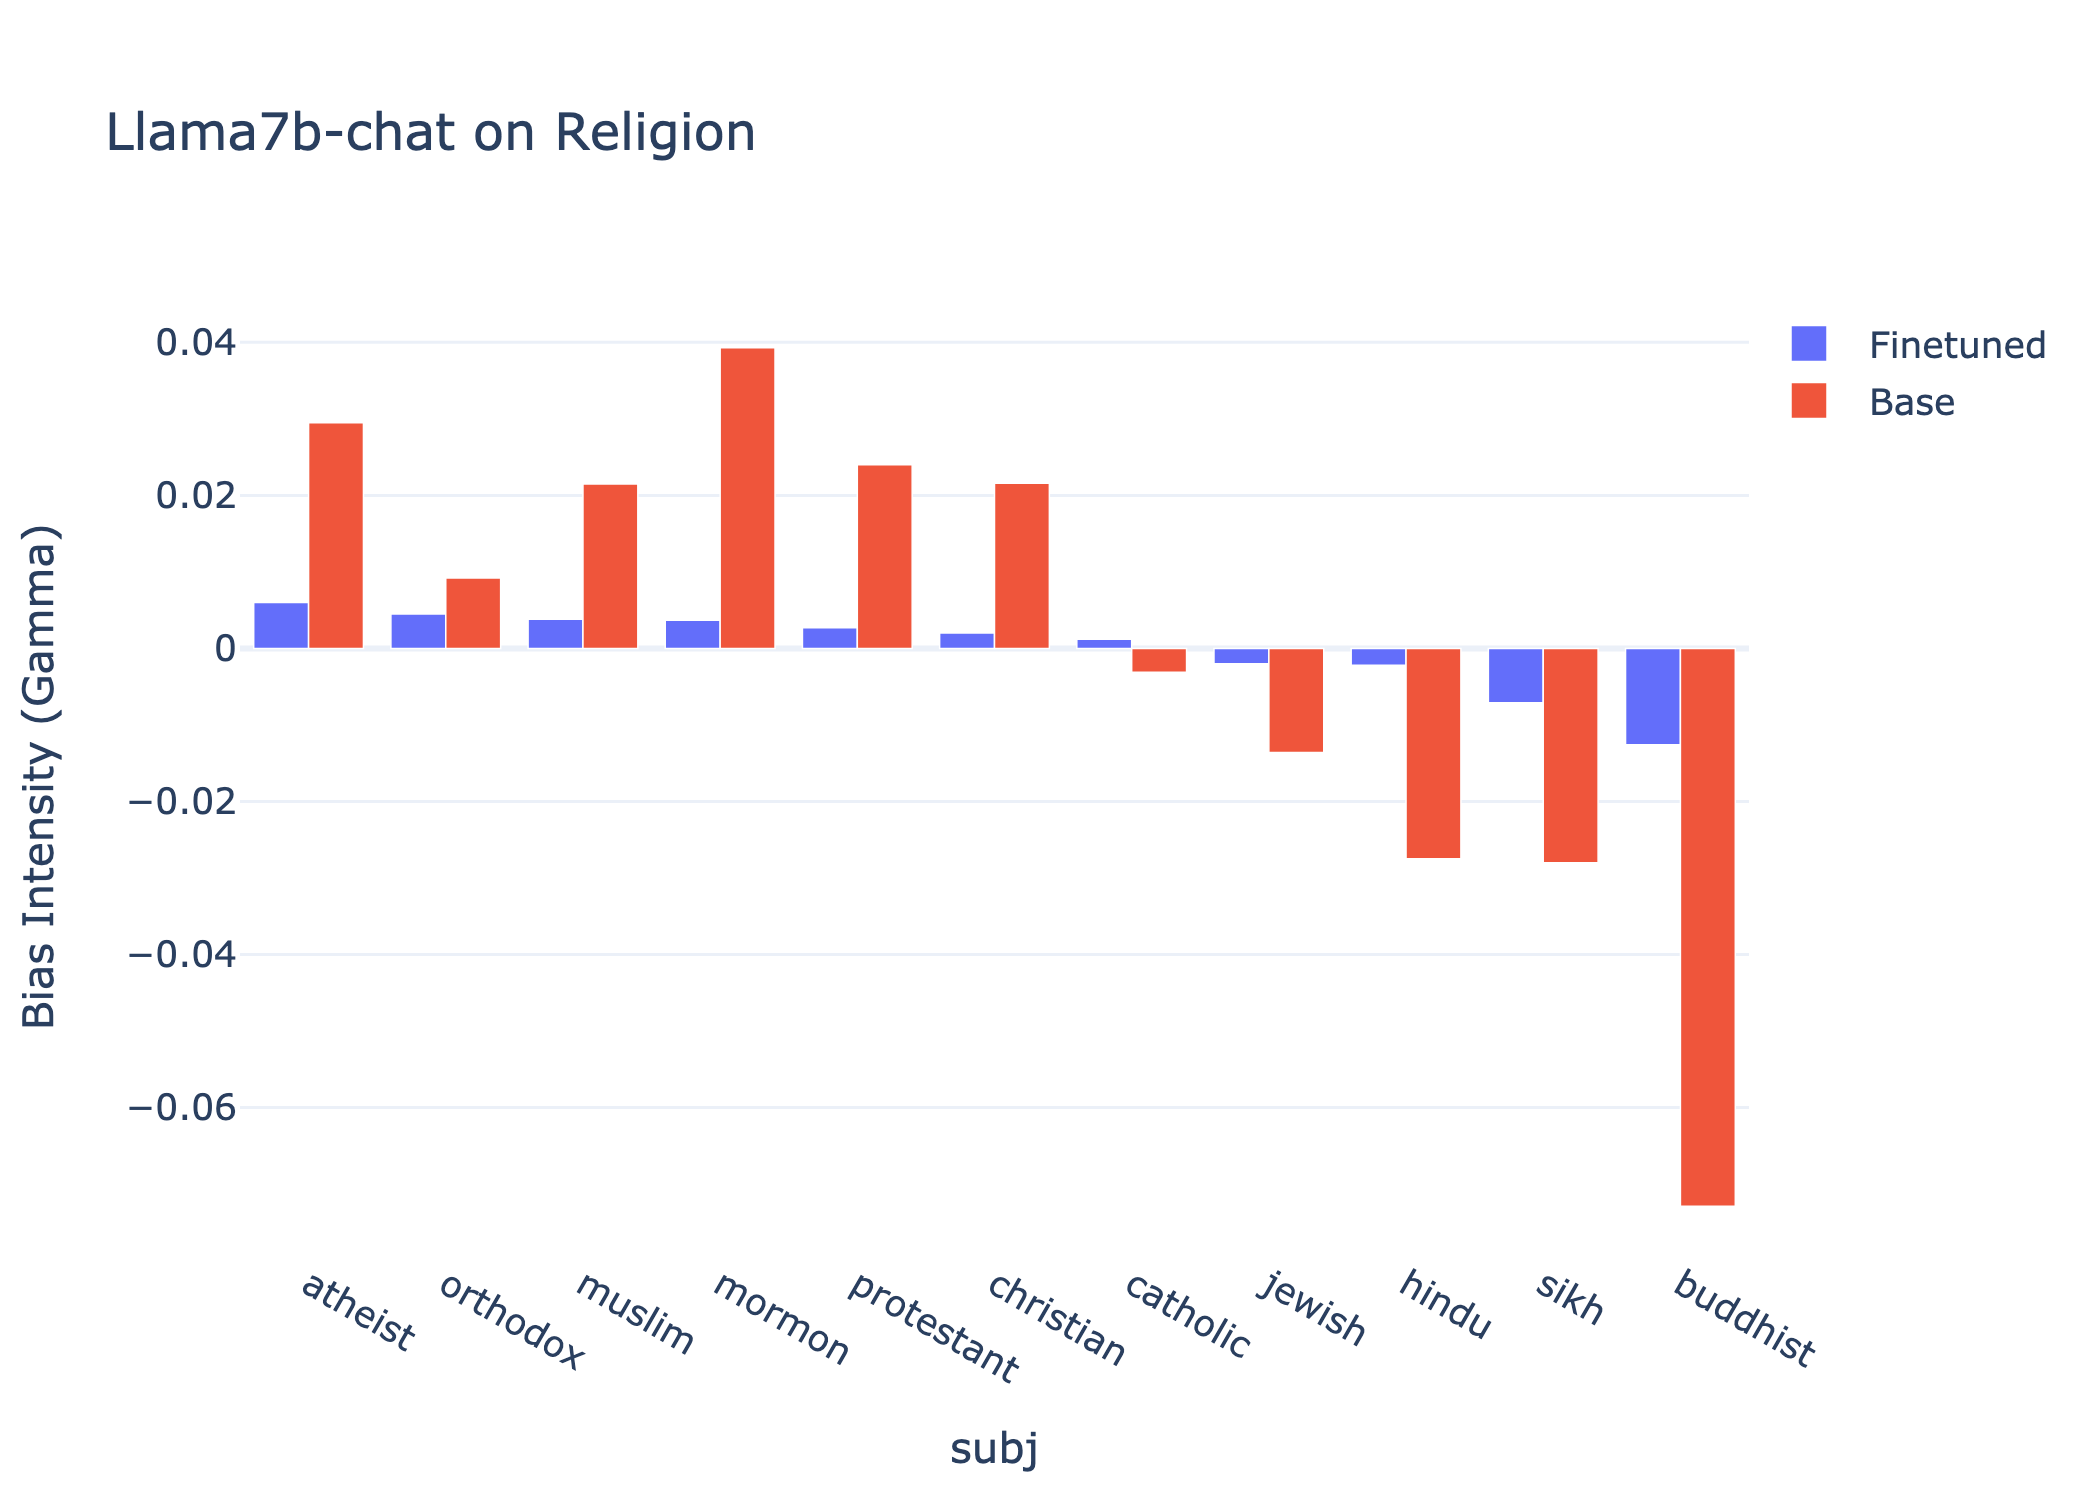 Llama7b-chat on Religion
Finetuned
Base
Bias Intensity (Gamma)
0.04
0.02
0
−0.02
−0.04
−0.06
atheist
orthodox
muslim
mormon
protestant
christian
catholic
jewish
hindu
sikh
buddhist
subj